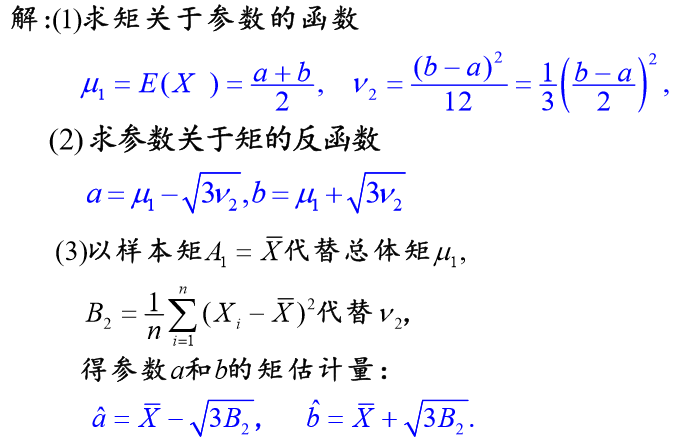 解:(1)求矩关于参数的函数
μ₁ = E(X ) = (a+b)/2, ν₂ = (b−a)²/12 = 1/3((b−a)/2)²,
(2)求参数关于矩的反函数
a = μ₁ − √(3ν₂), b = μ₁ + √(3ν₂)
(3)以样本矩A₁ = X̄代替总体矩μ₁,
B₂ = 1/n ∑ᵢ₌₁ⁿ (Xᵢ − X̄)²代替ν₂,
得参数a和b的矩估计量:
â = X̄ − √(3B₂), b̂ = X̄ + √(3B₂).